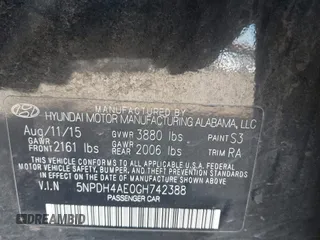 MANUFACTURED BY
HYUNDAI MOTOR MANUFACTURING ALABAMA, LLC
Aug/11/15 GVWR 3880 lbs PAINT S3
GAWR FRONT 2161 lbs GAWR REAR 2006 lbs TRIM RA
THIS VEHICLE CONFORMS TO ALL APPLICABLE
FEDERAL MOTOR VEHICLE SAFETY, BUMPER, AND THEFT
PREVENTION STANDARDS IN EFFECT ON THE DATE OF
MANUFACTURE SHOWN ABOVE.
V.I.N 5NPDH4AE0GH742388
PASSENGER CAR
DREAMBID